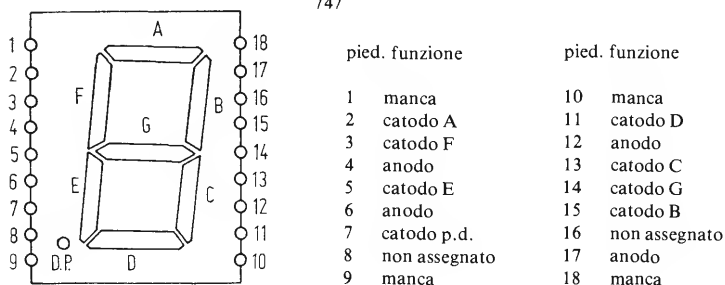 747
A
F
B
G
E
C
D.P.
D
1
2
3
4
5
6
7
8
9
18
17
16
15
14
13
12
11
10
pied. funzione
1 manca
2 catodo A
3 catodo F
4 anodo
5 catodo E
6 anodo
7 catodo p.d.
8 non assegnato
9 manca
pied. funzione
10 manca
11 catodo D
12 anodo
13 catodo C
14 catodo G
15 catodo B
16 non assegnato
17 anodo
18 manca